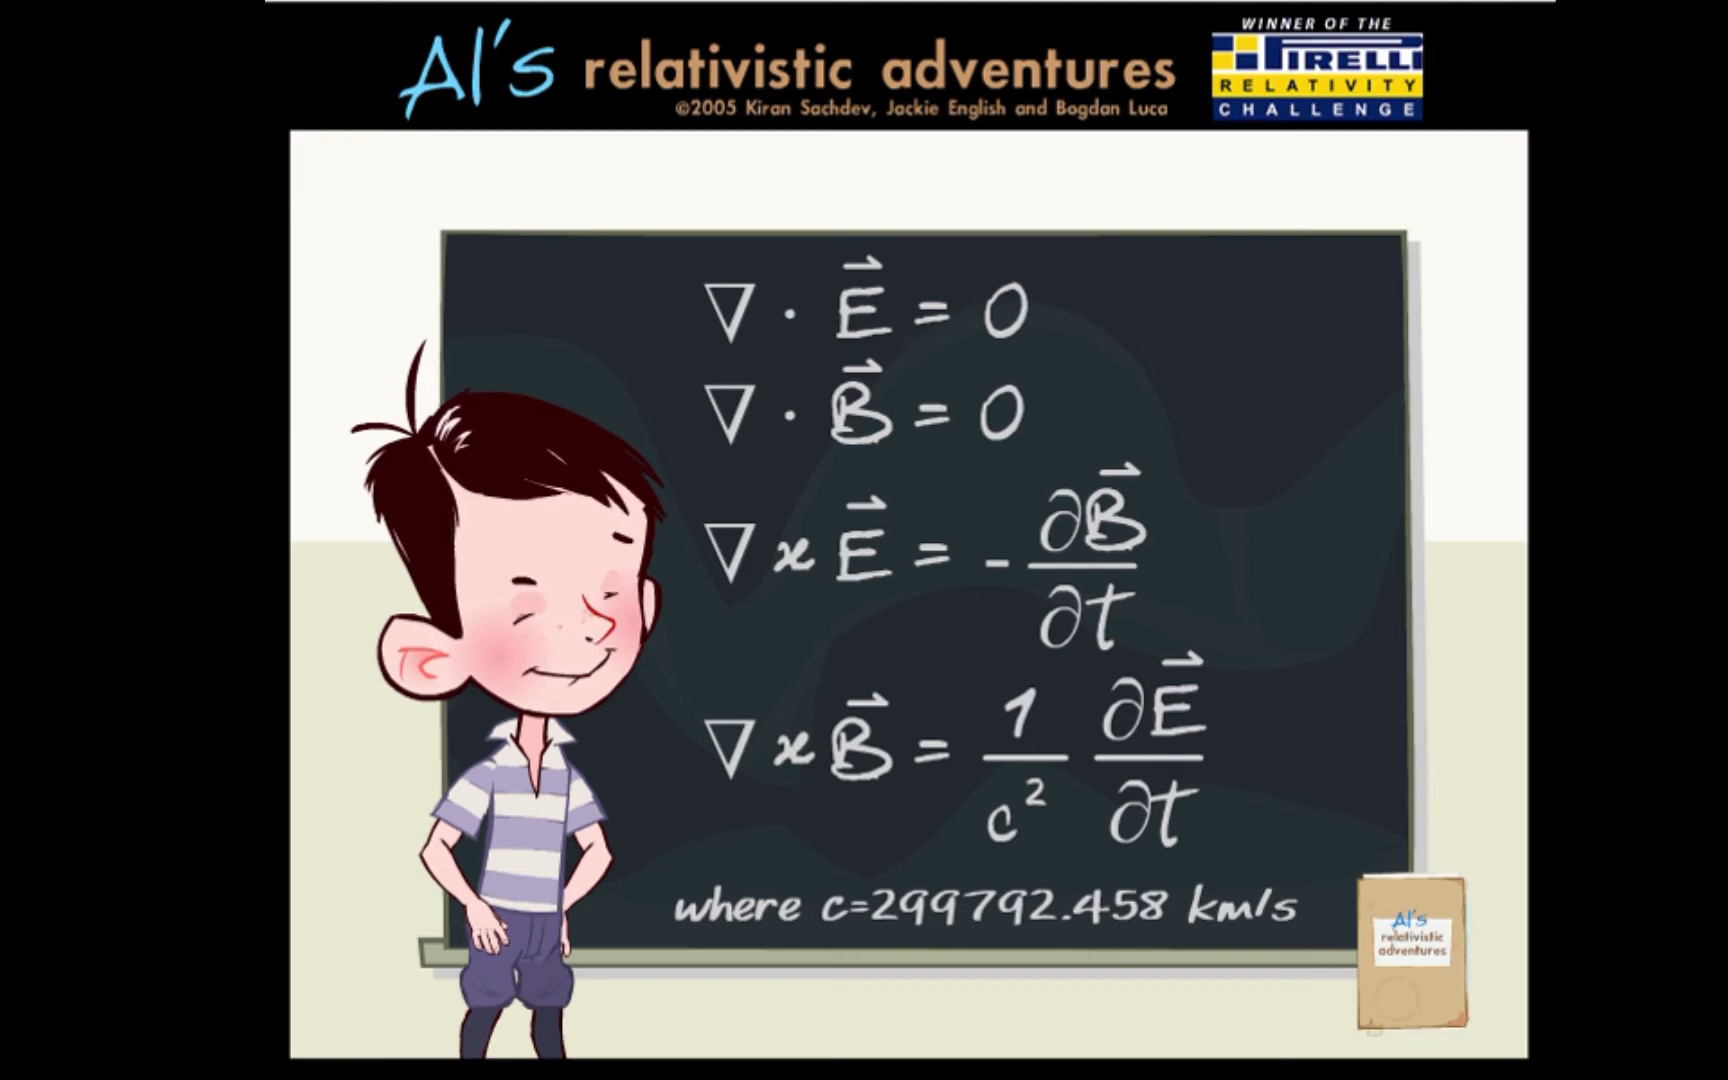 Al's relativistic adventures
©2005 Kiran Sachdev, Jackie English and Bogdan Luca
WINNER OF THE
PIRELLI
RELATIVITY
CHALLENGE
∇ · E⃗ = 0
∇ · B⃗ = 0
∇ x E⃗ = - ∂B⃗ / ∂t
∇ x B⃗ = 1 / c² ∂E⃗ / ∂t
where c=299792.458 km/s
Al's
relativistic
adventures